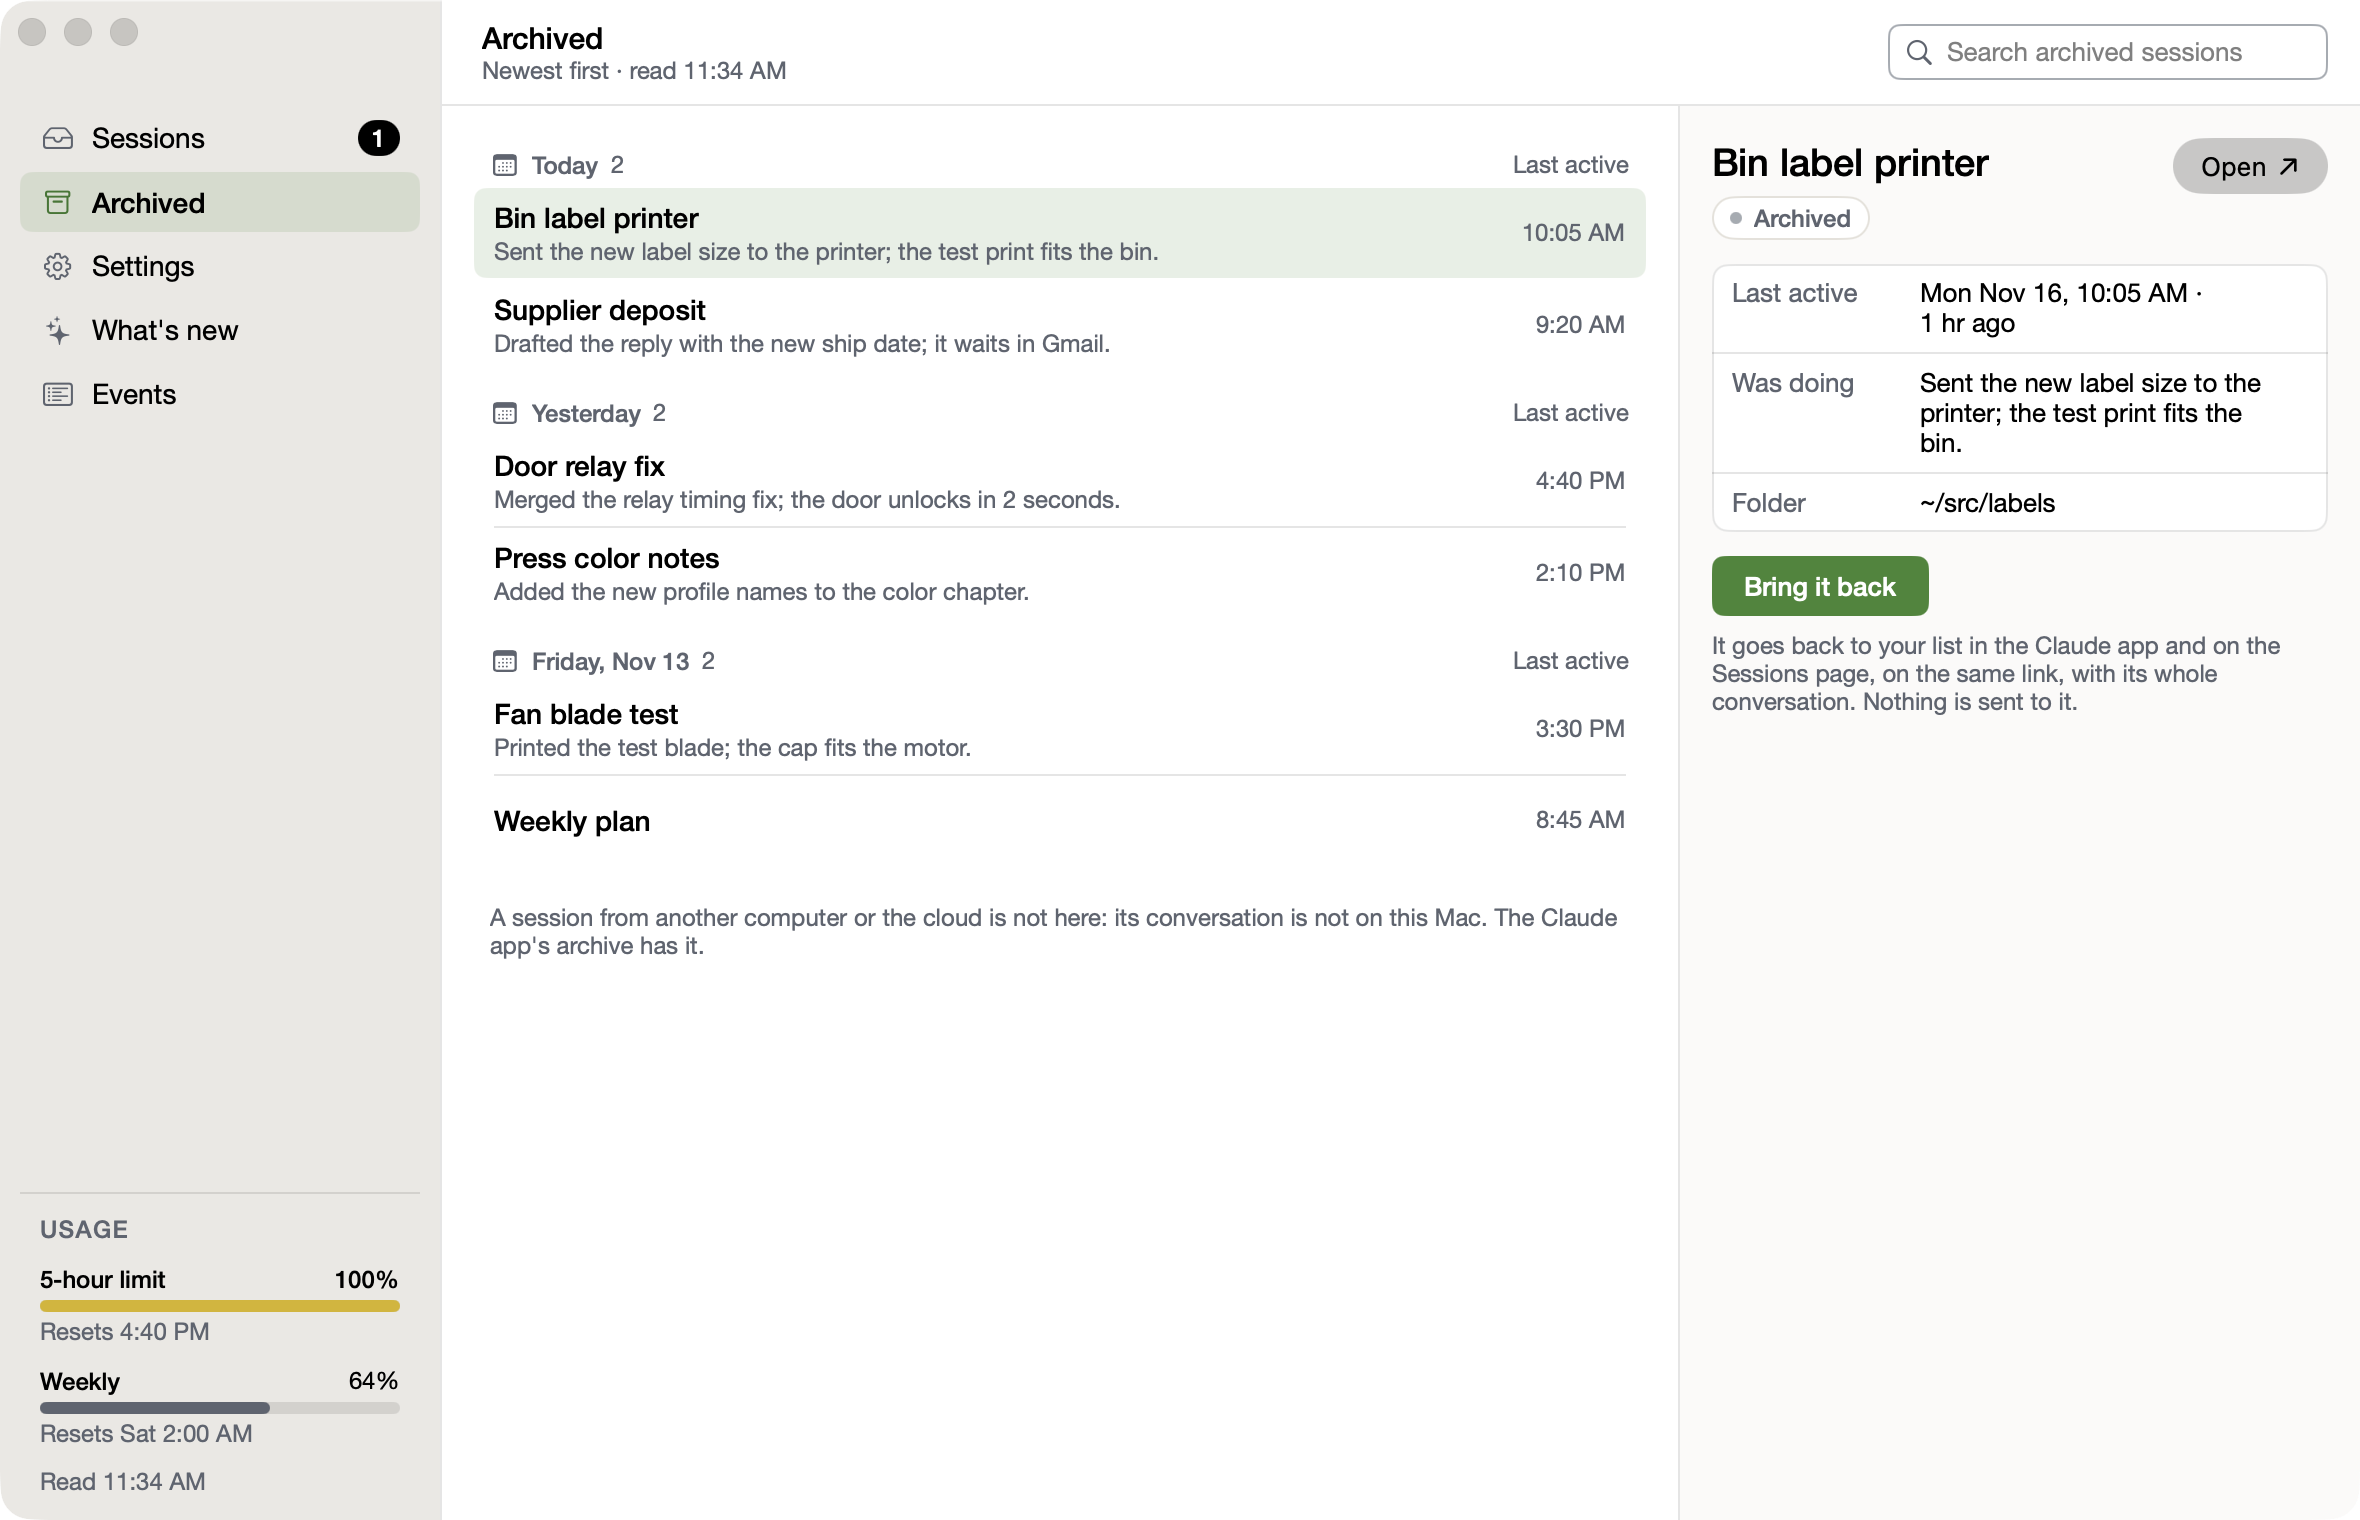 Sessions 1
Archived
Settings
What's new
Events
USAGE
5-hour limit 100%
Resets 4:40 PM
Weekly 64%
Resets Sat 2:00 AM
Read 11:34 AM
Archived
Newest first · read 11:34 AM
Search archived sessions
Today 2 Last active
Bin label printer
Sent the new label size to the printer; the test print fits the bin.
10:05 AM
Supplier deposit
Drafted the reply with the new ship date; it waits in Gmail.
9:20 AM
Yesterday 2 Last active
Door relay fix
Merged the relay timing fix; the door unlocks in 2 seconds.
4:40 PM
Press color notes
Added the new profile names to the color chapter.
2:10 PM
Friday, Nov 13 2 Last active
Fan blade test
Printed the test blade; the cap fits the motor.
3:30 PM
Weekly plan 8:45 AM
A session from another computer or the cloud is not here: its conversation is not on this Mac. The Claude
app's archive has it.
Bin label printer
Open
Archived
Last active Mon Nov 16, 10:05 AM ·
1 hr ago
Was doing Sent the new label size to the
printer; the test print fits the
bin.
Folder ~/src/labels
Bring it back
It goes back to your list in the Claude app and on the
Sessions page, on the same link, with its whole
conversation. Nothing is sent to it.